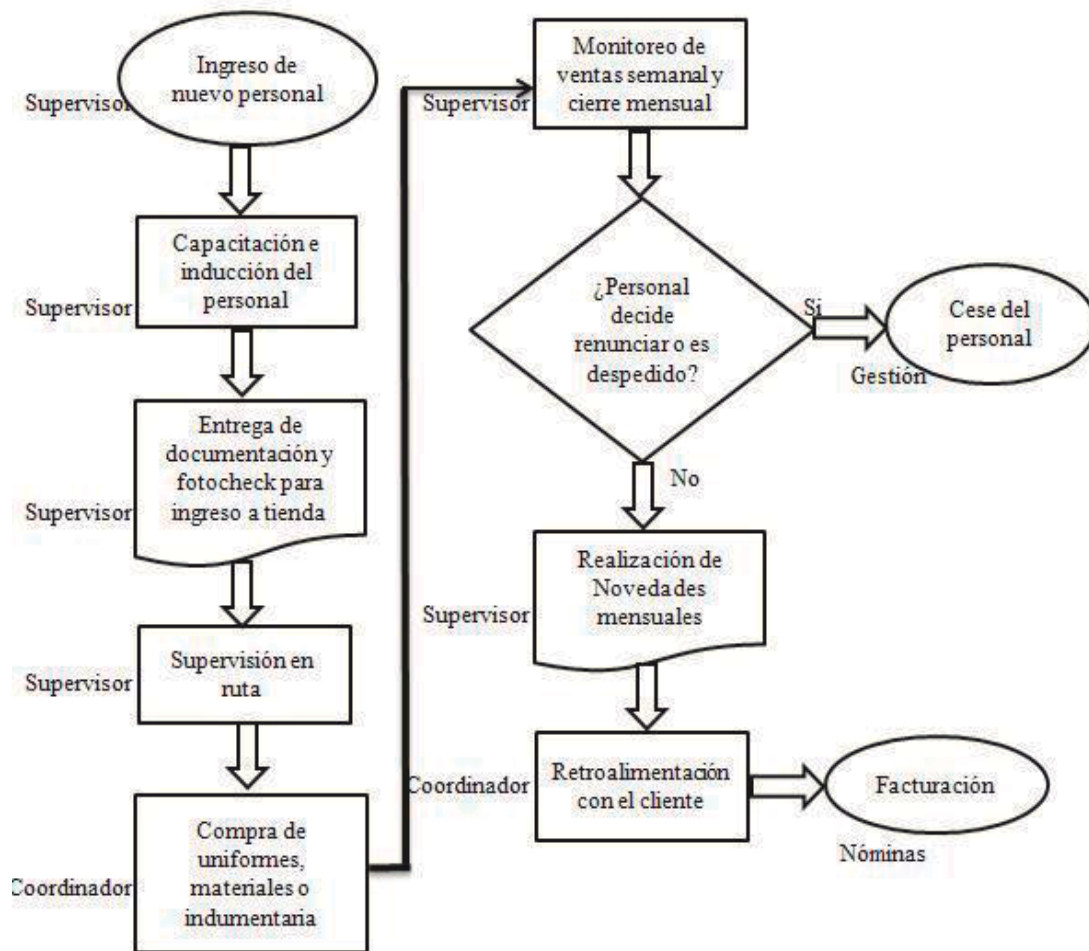 Ingreso de
nuevo personal
Supervisor
Capacitación e
inducción del
personal
Supervisor
Entrega de
documentación y
fotocheck para
ingreso a tienda
Supervisor
Supervisión en
ruta
Supervisor
Compra de
uniformes,
materiales o
indumentaria
Coordinador
Monitoreo de
ventas semanal y
cierre mensual
Supervisor
¿Personal
decide
renunciar o es
despedido?
Si
Cese del
personal
Gestión
No
Realización de
Novedades
mensuales
Supervisor
Retroalimentación
con el cliente
Coordinador
Facturación
Nóminas